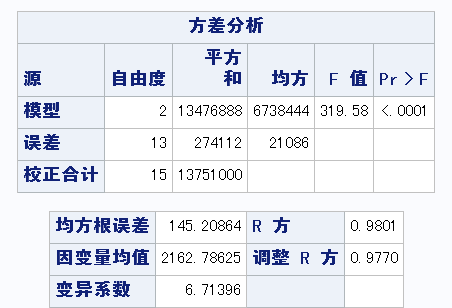 方差分析
源 自由度 平方和 均方 F 值 Pr > F
模型 2 13476888 6738444 319.58 <.0001
误差 13 274112 21086
校正合计 15 13751000
均方根误差 145.20864 R 方 0.9801
因变量均值 2162.78625 调整 R 方 0.9770
变异系数 6.71396